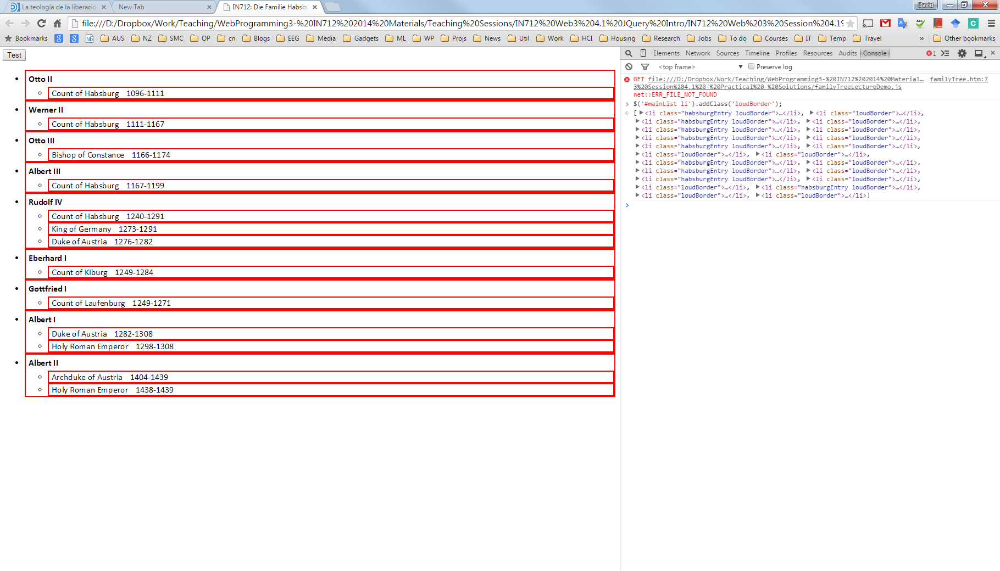 La teología de la liberació
New Tab
IN712: Die Familie Habsbu
David
file:///D:/Dropbox/Work/Teaching/WebProgramming3-%20IN712%202014%20Materials/Teaching%20Sessions/IN712%20Web3%204.1%20JQuery%20Intro/IN712%20Web%203%20Session%204.1%
Bookmarks AUS NZ SMC OP cn Blogs EEG Media Gadgets ML WP Projs News Util Work HCI Housing Research Jobs To do Courses IT Temp Travel » Other bookmarks
Test
Otto II
Count of Habsburg 1096-1111
Werner II
Count of Habsburg 1111-1167
Otto III
Bishop of Constance 1166-1174
Albert III
Count of Habsburg 1167-1199
Rudolf IV
Count of Habsburg 1240-1291
King of Germany 1273-1291
Duke of Austria 1276-1282
Eberhard I
Count of Kiburg 1249-1284
Gottfried I
Count of Laufenburg 1249-1271
Albert I
Duke of Austria 1282-1308
Holy Roman Emperor 1298-1308
Albert II
Archduke of Austria 1404-1439
Holy Roman Emperor 1438-1439
Elements Network Sources Timeline Profiles Resources Audits Console 1
<top frame> Preserve log
GET file:///D:/Dropbox/Work/Teaching/WebProgramming3-%20IN712%202014%20Material… familyTree.htm:7
3%20Session%204.1%20-%20Practical%20-%20Solutions/familyTreeLectureDemo.js
net::ERR_FILE_NOT_FOUND
$('#mainList li').addClass('loudBorder');
[ <li class="habsburgEntry loudBorder">…</li>, <li class="loudBorder">…</li>,
<li class="habsburgEntry loudBorder">…</li>, <li class="loudBorder">…</li>,
<li class="habsburgEntry loudBorder">…</li>, <li class="loudBorder">…</li>,
<li class="habsburgEntry loudBorder">…</li>, <li class="loudBorder">…</li>,
<li class="habsburgEntry loudBorder">…</li>, <li class="loudBorder">…</li>,
<li class="loudBorder">…</li>, <li class="loudBorder">…</li>,
<li class="habsburgEntry loudBorder">…</li>, <li class="loudBorder">…</li>,
<li class="habsburgEntry loudBorder">…</li>, <li class="loudBorder">…</li>,
<li class="habsburgEntry loudBorder">…</li>, <li class="loudBorder">…</li>,
<li class="loudBorder">…</li>, <li class="habsburgEntry loudBorder">…</li>,
<li class="loudBorder">…</li>, <li class="loudBorder">…</li>]